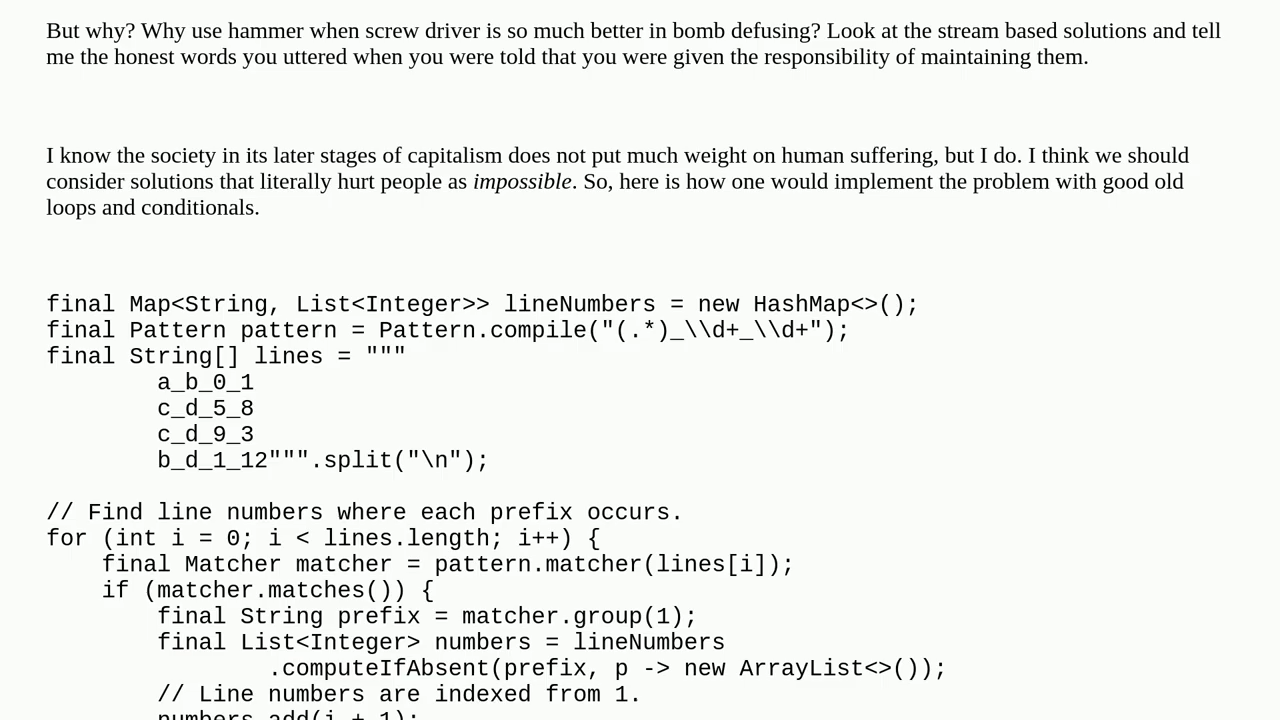 But why? Why use hammer when screw driver is so much better in bomb defusing? Look at the stream based solutions and tell
me the honest words you uttered when you were told that you were given the responsibility of maintaining them.
I know the society in its later stages of capitalism does not put much weight on human suffering, but I do. I think we should
consider solutions that literally hurt people as impossible. So, here is how one would implement the problem with good old
loops and conditionals.
final Map<String, List<Integer>> lineNumbers = new HashMap<>();
final Pattern pattern = Pattern.compile("(.*)_\\d+_\\d+");
final String[] lines = """
        a_b_0_1
        c_d_5_8
        c_d_9_3
        b_d_1_12""".split("\n");
// Find line numbers where each prefix occurs.
for (int i = 0; i < lines.length; i++) {
    final Matcher matcher = pattern.matcher(lines[i]);
    if (matcher.matches()) {
        final String prefix = matcher.group(1);
        final List<Integer> numbers = lineNumbers
                .computeIfAbsent(prefix, p -> new ArrayList<>());
        // Line numbers are indexed from 1.
        numbers.add(i + 1);